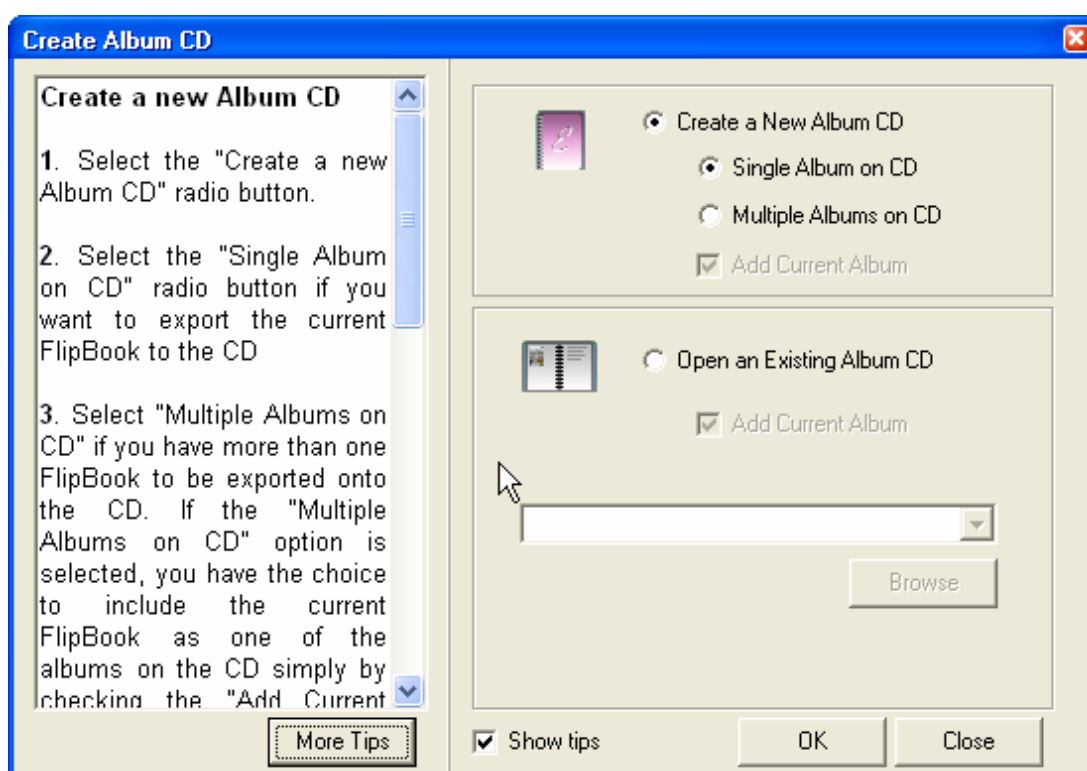 Create Album CD
Create a new Album CD
1. Select the "Create a new
Album CD" radio button.
2. Select the "Single Album
on CD" radio button if you
want to export the current
FlipBook to the CD
3. Select "Multiple Albums on
CD" if you have more than one
FlipBook to be exported onto
the CD. If the "Multiple
Albums on CD" option is
selected, you have the choice
to include the current
FlipBook as one of the
albums on the CD simply by
checking the "Add Current
More Tips
Create a New Album CD
Single Album on CD
Multiple Albums on CD
Add Current Album
Open an Existing Album CD
Add Current Album
Browse
Show tips
OK
Close